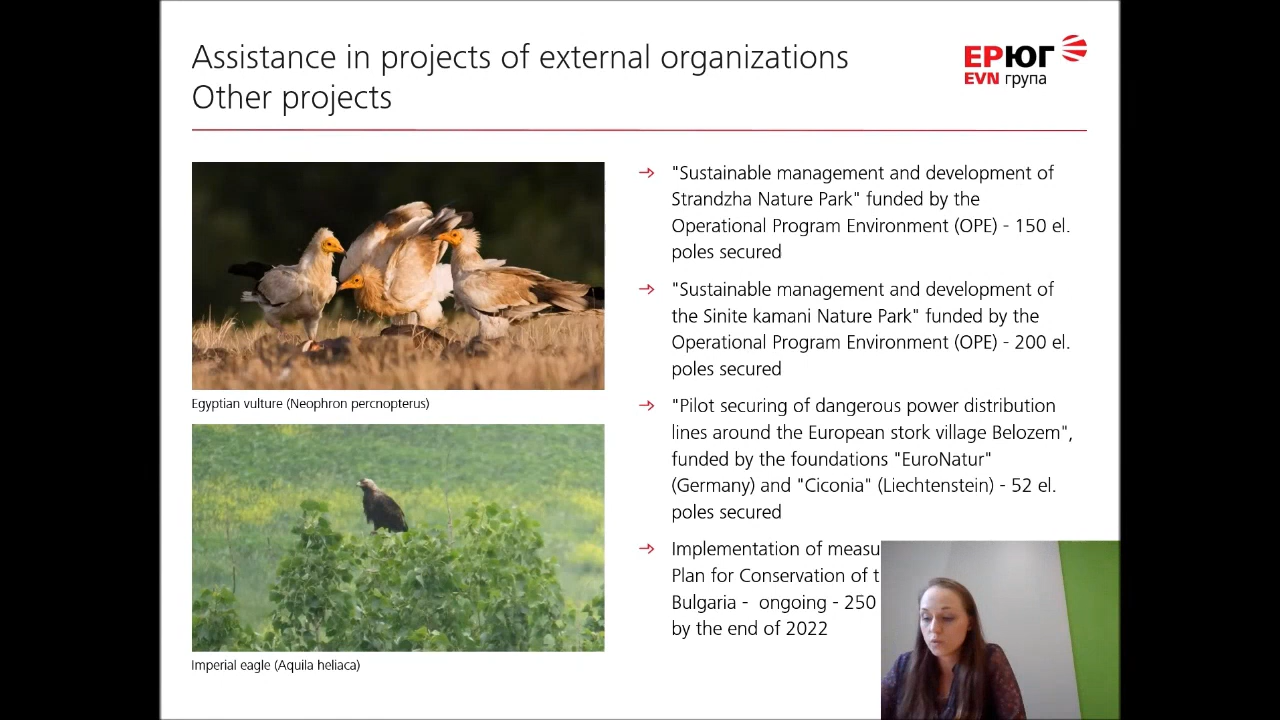 Assistance in projects of external organizations
Other projects
ЕРЮГ
EVN група
"Sustainable management and development of
Strandzha Nature Park" funded by the
Operational Program Environment (OPE) - 150 el.
poles secured
"Sustainable management and development of
the Sinite kamani Nature Park" funded by the
Operational Program Environment (OPE) - 200 el.
poles secured
"Pilot securing of dangerous power distribution
lines around the European stork village Belozem",
funded by the foundations "EuroNatur"
(Germany) and "Ciconia" (Liechtenstein) - 52 el.
poles secured
Implementation of measu
Plan for Conservation of t
Bulgaria - ongoing - 250
by the end of 2022
Egyptian vulture (Neophron percnopterus)
Imperial eagle (Aquila heliaca)